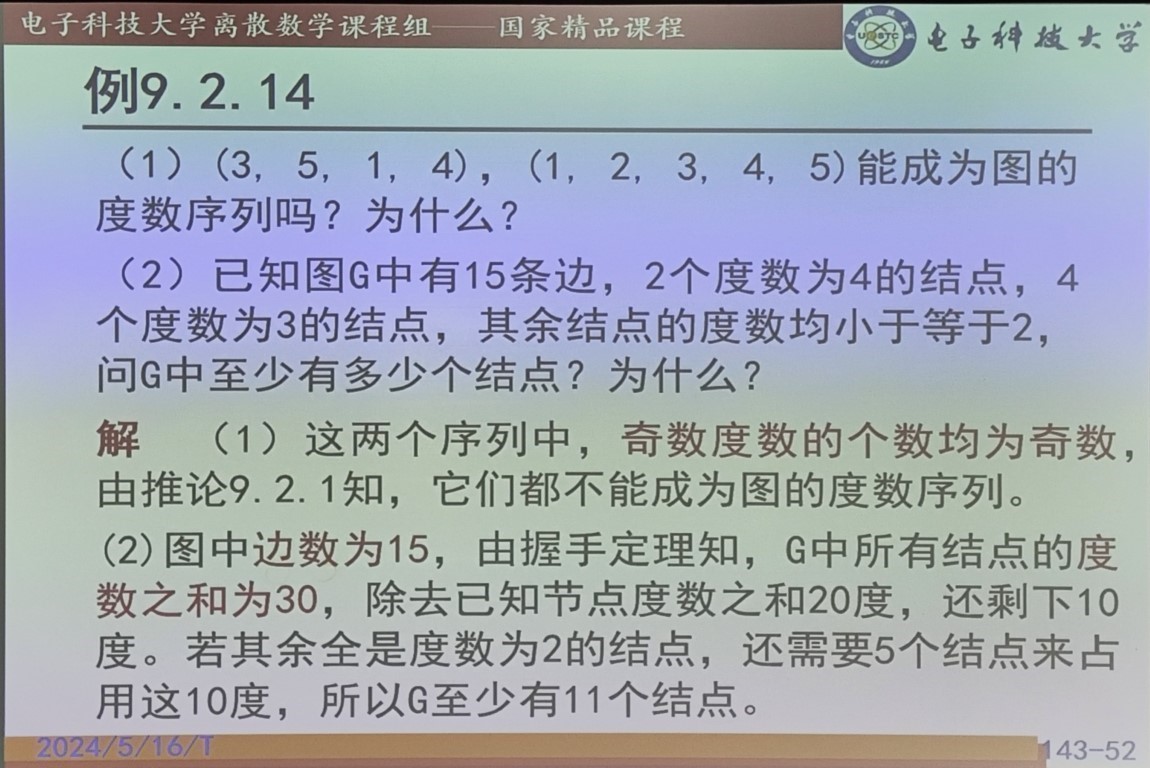 电子科技大学离散数学课程组——国家精品课程
电子科技大学
例9.2.14
（1）(3, 5, 1, 4)，(1, 2, 3, 4, 5)能成为图的
度数序列吗？为什么？
（2）已知图G中有15条边，2个度数为4的结点，4
个度数为3的结点，其余结点的度数均小于等于2，
问G中至少有多少个结点？为什么？
解 （1）这两个序列中，奇数度数的个数均为奇数，
由推论9.2.1知，它们都不能成为图的度数序列。
(2)图中边数为15，由握手定理知，G中所有结点的度
数之和为30，除去已知节点度数之和20度，还剩下10
度。若其余全是度数为2的结点，还需要5个结点来占
用这10度，所以G至少有11个结点。
2024/5/16/T
143-52